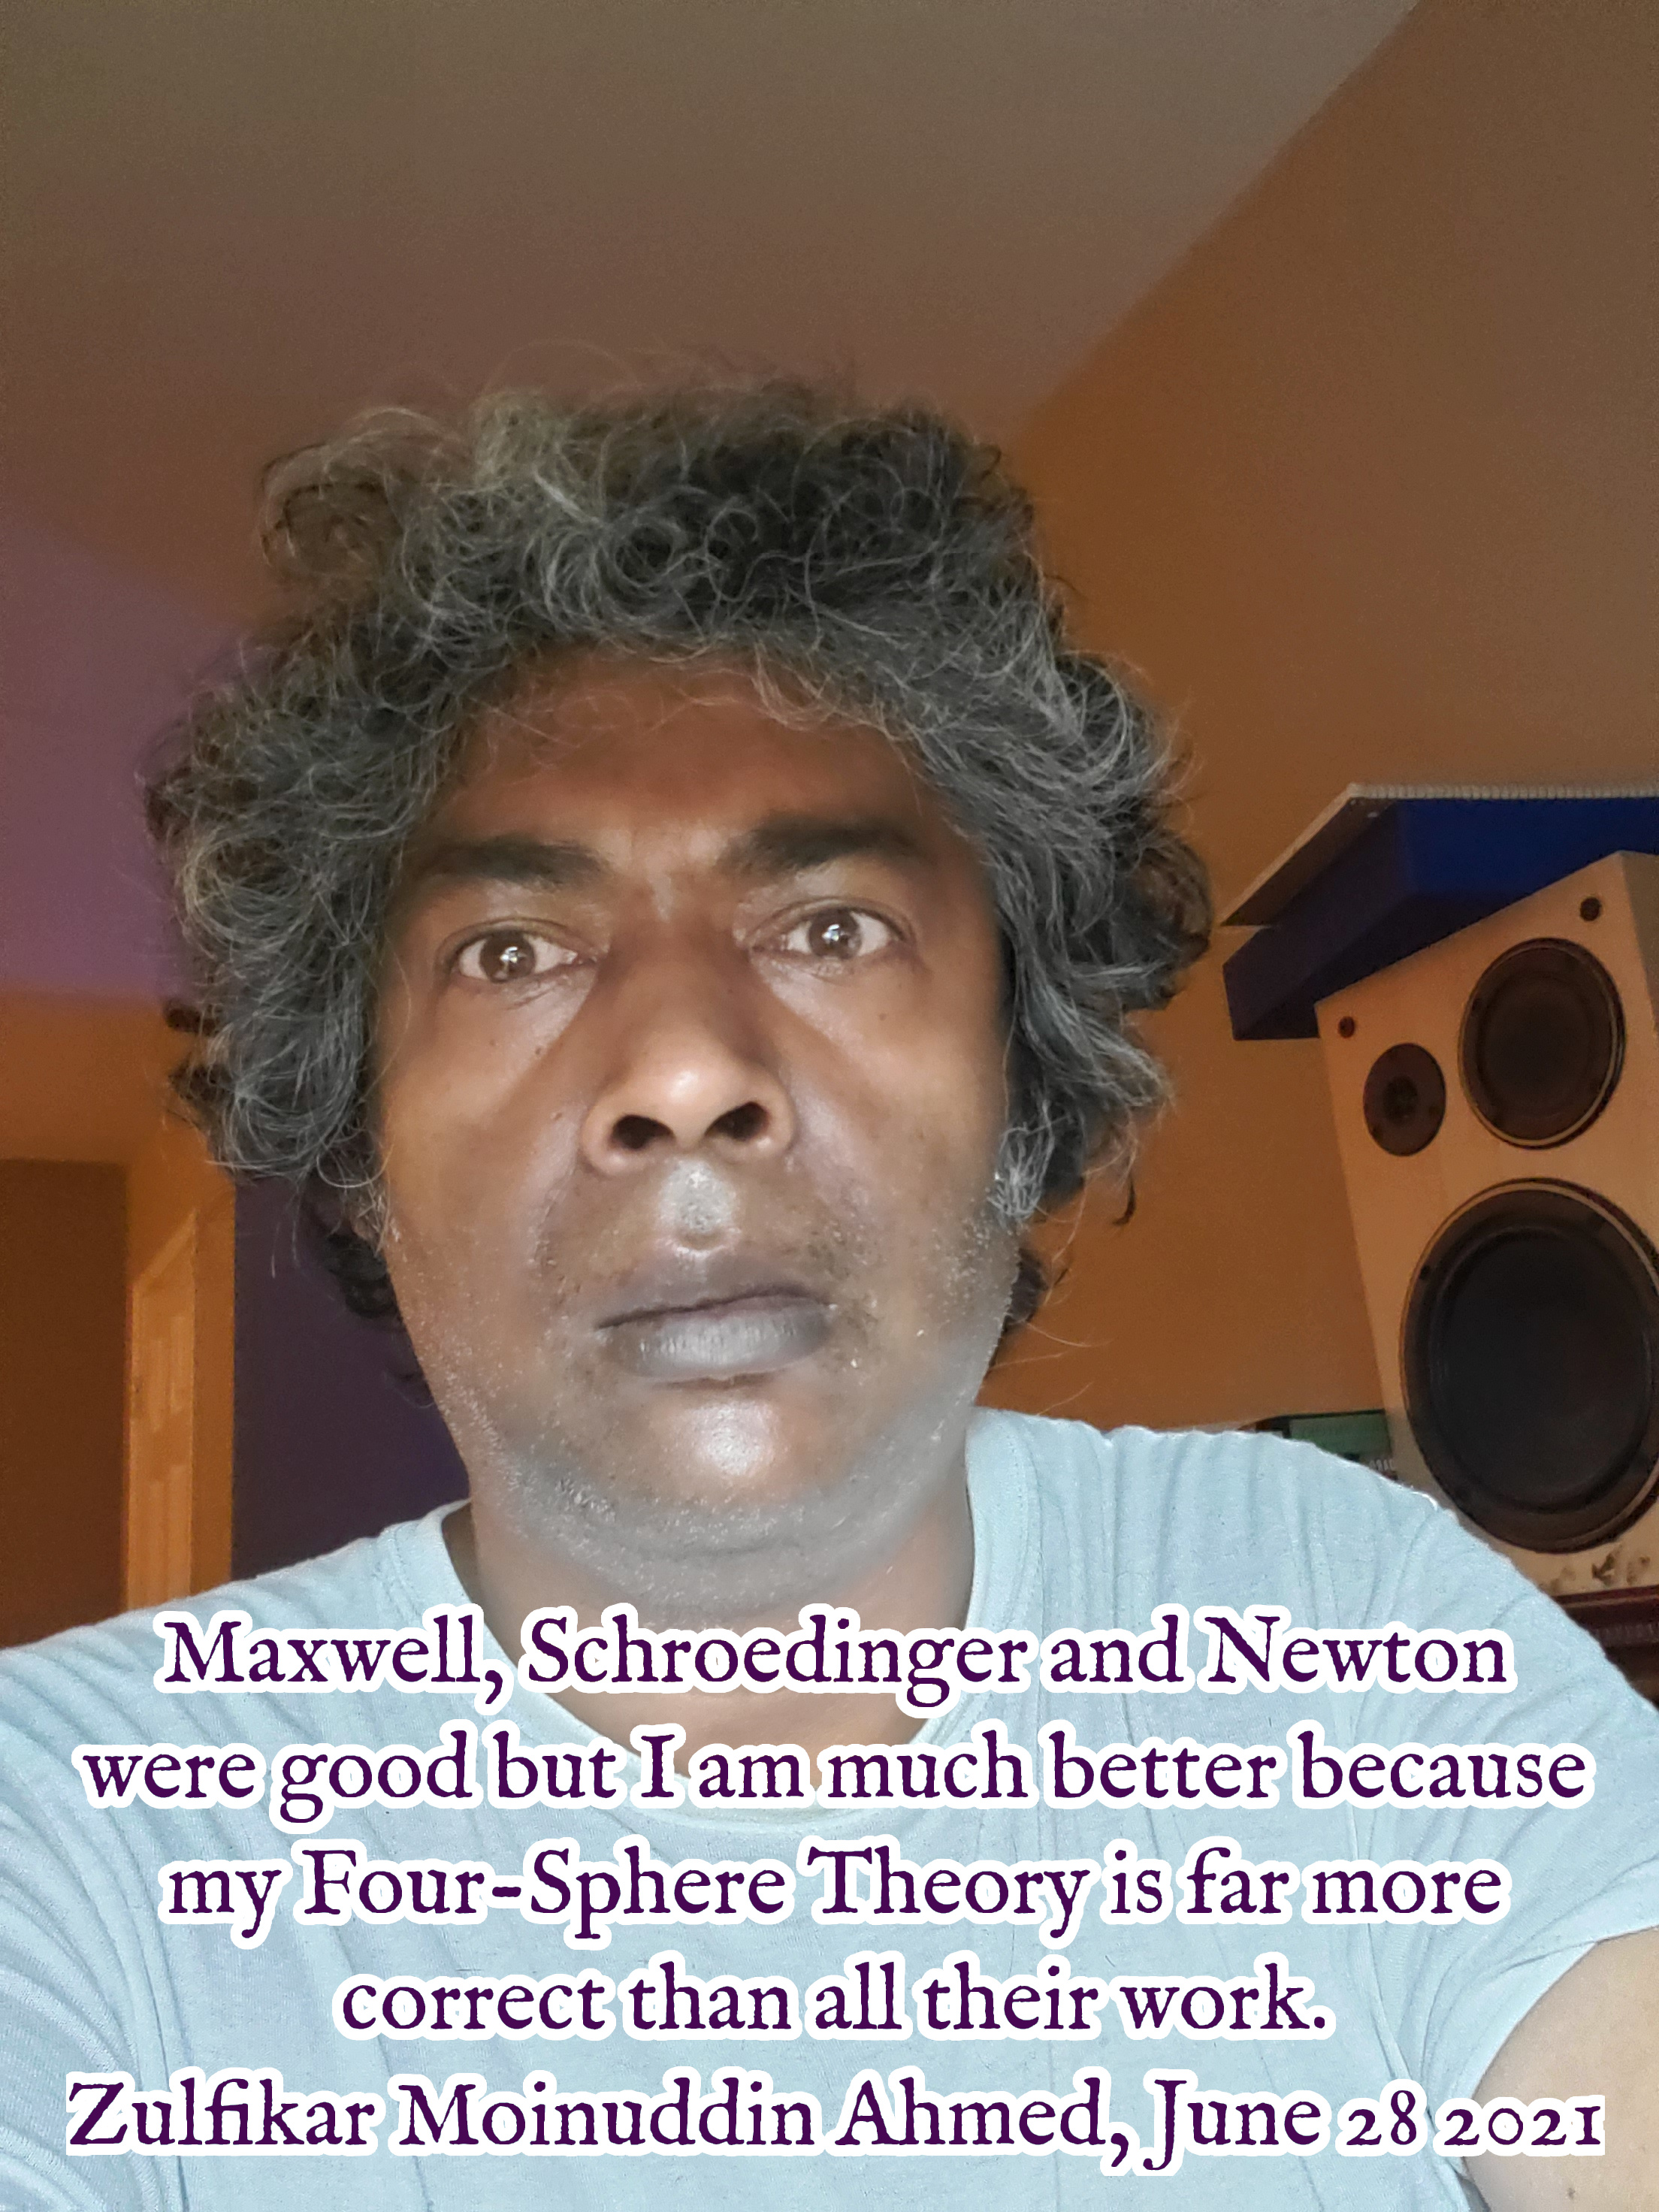 Maxwell, Schroedinger and Newton
were good but I am much better because
my Four-Sphere Theory is far more
correct than all their work.
Zulfikar Moinuddin Ahmed, June 28 2021